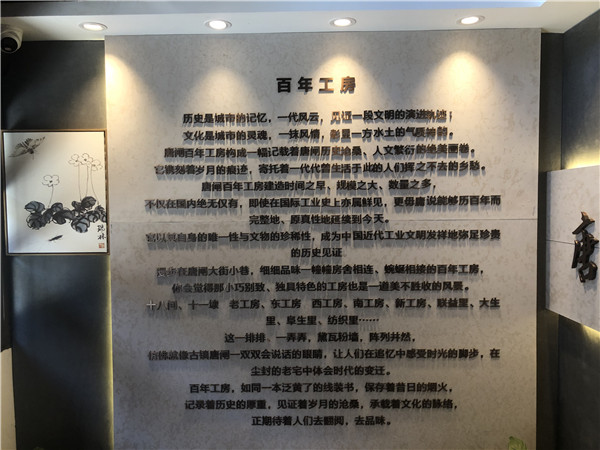 百年工房
历史是城市的记忆，一代风云，见证一段文明的演进轨迹；
文化是城市的灵魂，一抹风情，彰显一方水土的气质神韵。
唐闸百年工房构成一幅记载着唐闸历史沧桑、人文繁衍的绝美画卷。
它镌刻着岁月的痕迹，寄托着一代代曾生活于此的人们挥之不去的乡愁。
唐闸百年工房建造时间之早、规模之大、数量之多，
不仅在国内绝无仅有，即使在国际工业史上亦属鲜见，更毋庸说能够历百年而
完整地、原真性地延续到今天。
它以其自身的唯一性与文物的珍稀性，成为中国近代工业文明发祥地弥足珍贵
的历史见证。
漫步在唐闸大街小巷，细细品味一幢幢房舍相连、蜿蜒相接的百年工房，
你会觉得那小巧别致、独具特色的工房也是一道美不胜收的风景。
十八间、十一埭 老工房、东工房 西工房、南工房、新工房、联益里、大生
里、阜生里、纺织里……
这一排排、一弄弄，黛瓦粉墙，阵列井然，
仿佛就像古镇唐闸一双双会说话的眼睛，让人们在追忆中感受时光的脚步，在
尘封的老宅中体会时代的变迁。
百年工房，如同一本泛黄了的线装书，保存着昔日的烟火，
记录着历史的厚重，见证着岁月的沧桑，承载着文化的脉络，
正期待着人们去翻阅，去品味。